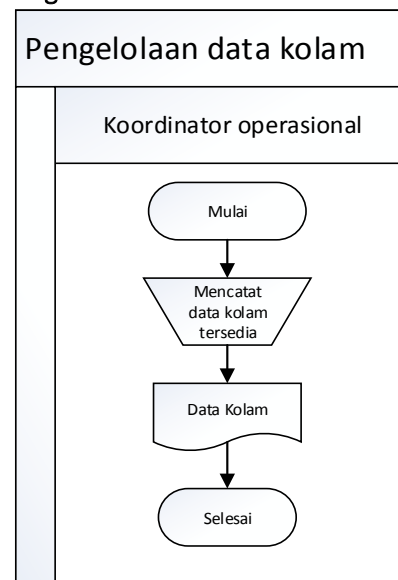 Pengelolaan data kolam
Koordinator operasional
Mulai
Mencatat
data kolam
tersedia
Data Kolam
Selesai